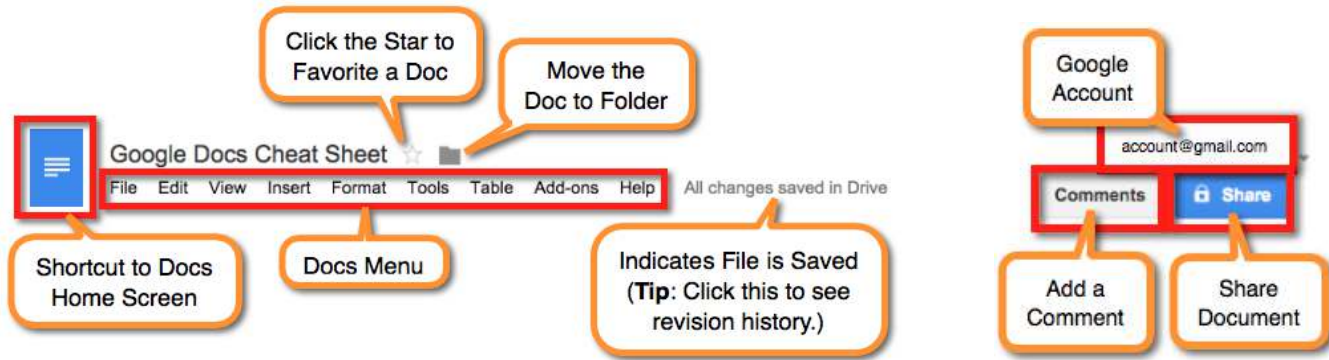 Click the Star to
Favorite a Doc
Move the
Doc to Folder
Google
Account
Google Docs Cheat Sheet
account@gmail.com
File Edit View Insert Format Tools Table Add-ons Help All changes saved in Drive
Comments Share
Shortcut to Docs
Home Screen
Docs Menu
Indicates File is Saved
(Tip: Click this to see
revision history.)
Add a
Comment
Share
Document